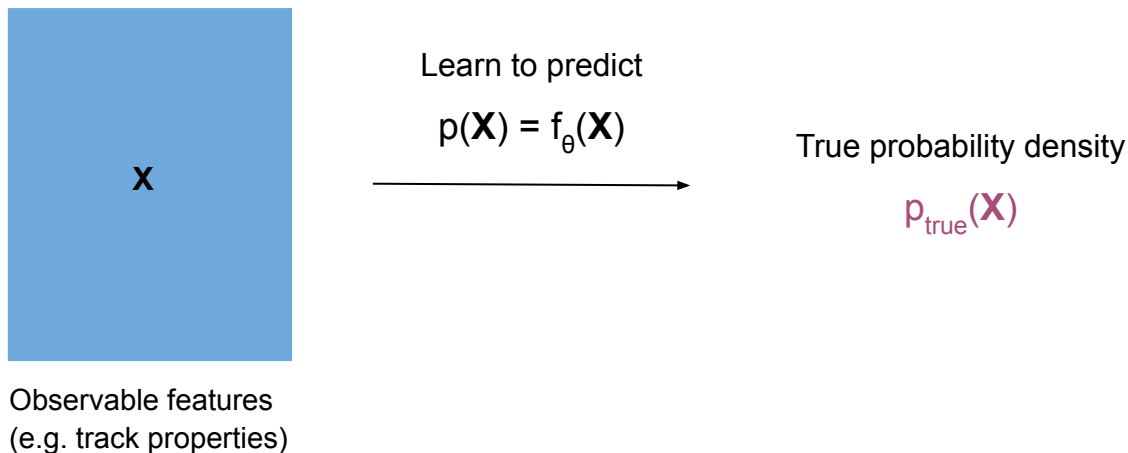 X
Observable features
(e.g. track properties)
Learn to predict
p(X) = fθ(X)
True probability density
ptrue(X)